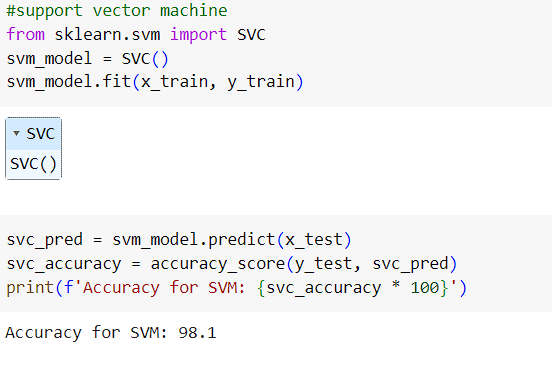 #support vector machine
from sklearn.svm import SVC
svm_model = SVC()
svm_model.fit(x_train, y_train)
▾ SVC
SVC()
svc_pred = svm_model.predict(x_test)
svc_accuracy = accuracy_score(y_test, svc_pred)
print(f'Accuracy for SVM: {svc_accuracy * 100}')
Accuracy for SVM: 98.1